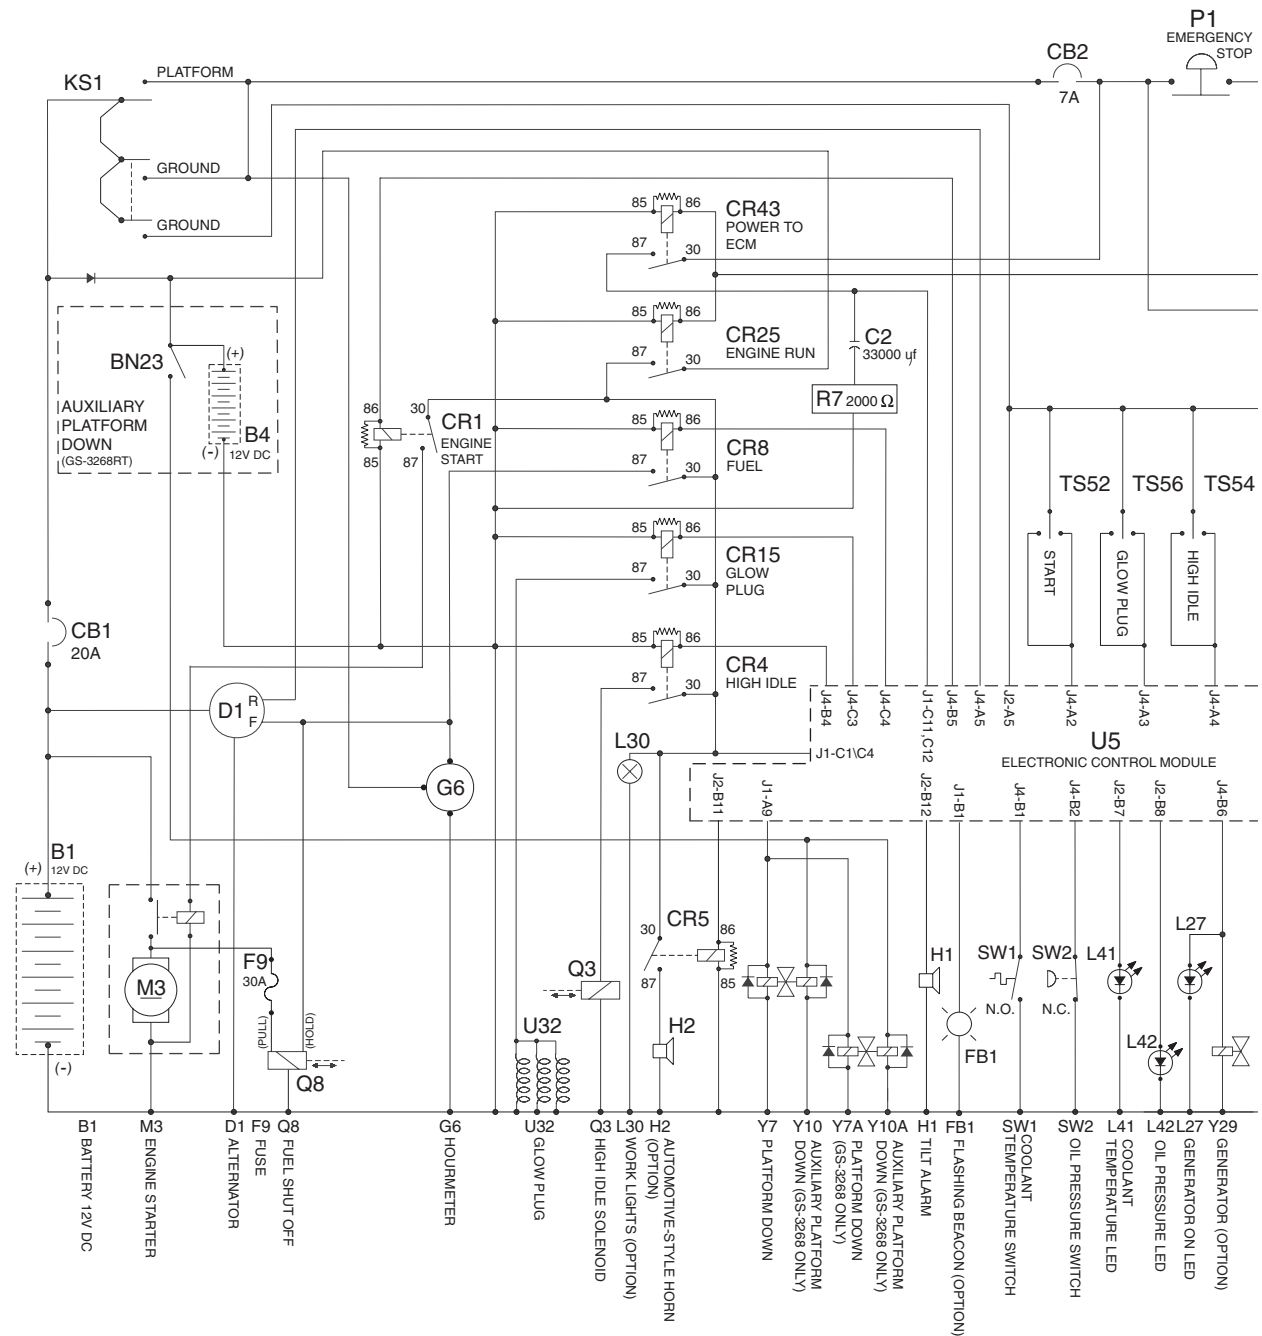 P1
EMERGENCY
STOP
CB2
7A
KS1
PLATFORM
GROUND
GROUND
85
86
CR43
POWER TO
ECM
87
30
85
86
CR25
ENGINE RUN
87
30
C2
33000 µf
R7 2000 Ω
BN23
(+)
AUXILIARY
PLATFORM
DOWN
(GS-3268RT)
(-)
B4
12V DC
86
30
CR1
ENGINE
START
85
87
85
86
CR8
FUEL
87
30
85
86
CR15
GLOW
PLUG
87
30
85
86
CR4
HIGH IDLE
87
30
TS52
TS56
TS54
START
GLOW PLUG
HIGH IDLE
CB1
20A
D1
R
F
G6
L30
J4-B4
J4-C3
J4-C4
J1-C11,C12
J4-B5
J4-A5
J2-A5
J4-A2
J4-A3
J4-A4
J1-C1\C4
U5
ELECTRONIC CONTROL MODULE
J2-B11
J1-A9
J2-B12
J1-B1
J4-B1
J4-B2
J2-B7
J2-B8
J4-B6
B1
(+) 12V DC
(-)
M3
F9
30A
(PULL)
(HOLD)
Q8
Q3
U32
30
CR5
86
87
85
H2
H1
FB1
SW1
N.O.
SW2
N.C.
L41
L42
L27
B1
BATTERY 12V DC
M3
ENGINE STARTER
D1
ALTERNATOR
F9
FUSE
Q8
FUEL SHUT OFF
G6
HOURMETER
U32
GLOW PLUG
Q3
HIGH IDLE SOLENOID
L30
WORK LIGHTS (OPTION)
H2
AUTOMOTIVE-STYLE HORN
(OPTION)
Y7
PLATFORM DOWN
Y10
AUXILIARY PLATFORM
DOWN (GS-3268 ONLY)
Y7A
PLATFORM DOWN
(GS-3268 ONLY)
Y10A
AUXILIARY PLATFORM
DOWN (GS-3268 ONLY)
H1
TILT ALARM
FB1
FLASHING BEACON (OPTION)
SW1
COOLANT
TEMPERATURE SWITCH
SW2
OIL PRESSURE SWITCH
L41
COOLANT
TEMPERATURE LED
L42
OIL PRESSURE LED
L27
GENERATOR ON LED
Y29
GENERATOR (OPTION)